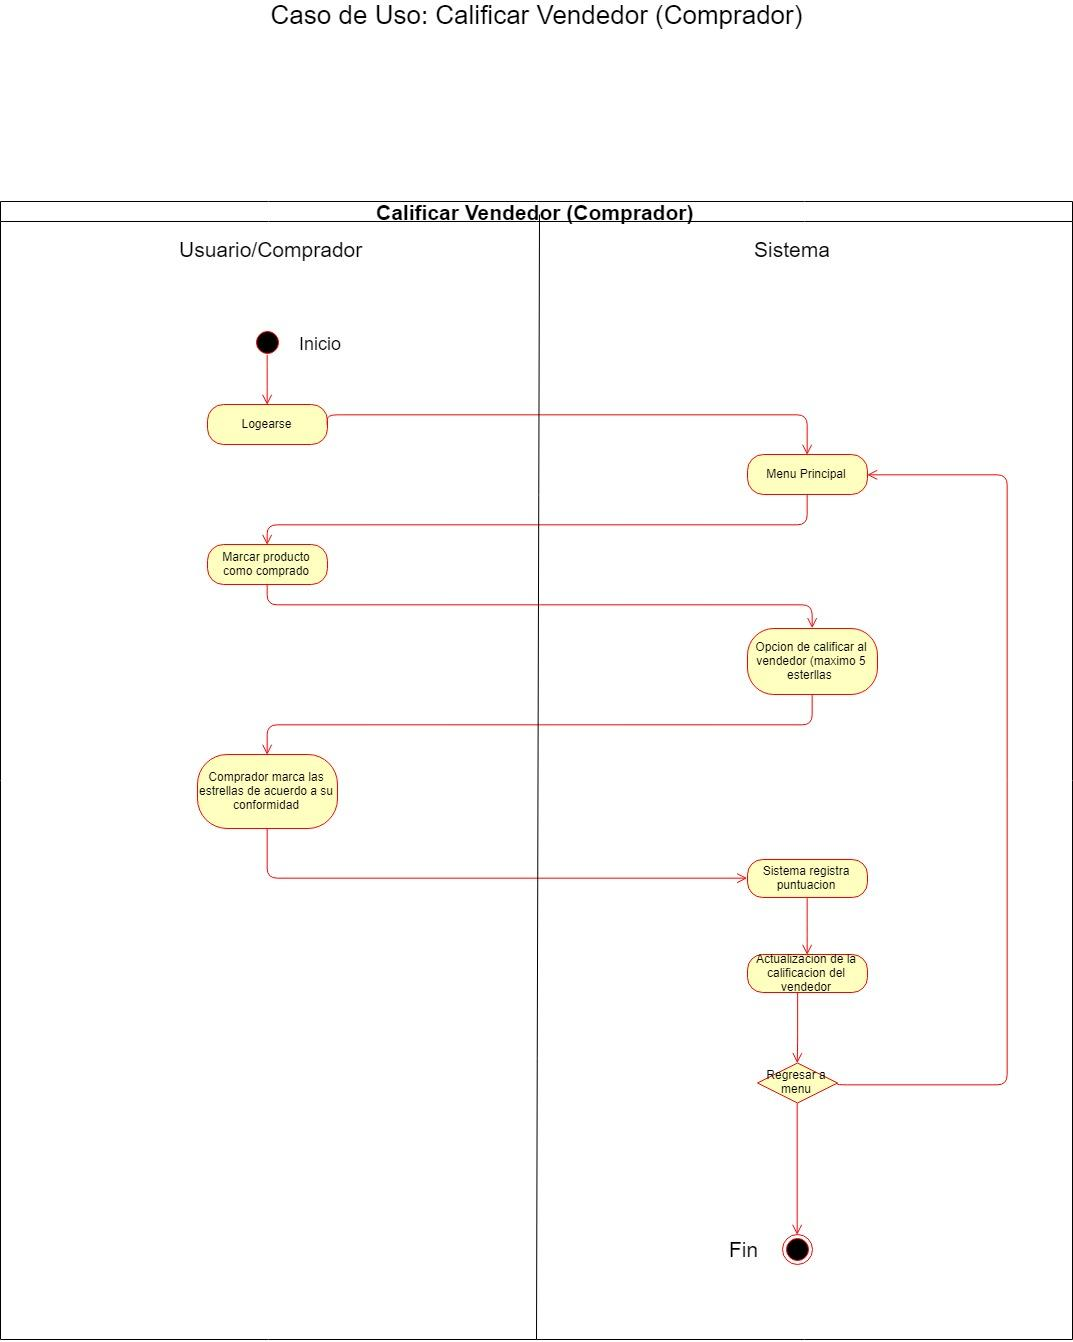 Caso de Uso: Calificar Vendedor (Comprador)
Calificar Vendedor (Comprador)
Usuario/Comprador
Sistema
Inicio
Logearse
Menu Principal
Marcar producto
como comprado
Opcion de calificar al
vendedor (maximo 5
esterllas
Comprador marca las
estrellas de acuerdo a su
conformidad
Sistema registra
puntuacion
Actualizacion de la
calificacion del
vendedor
Regresar a
menu
Fin